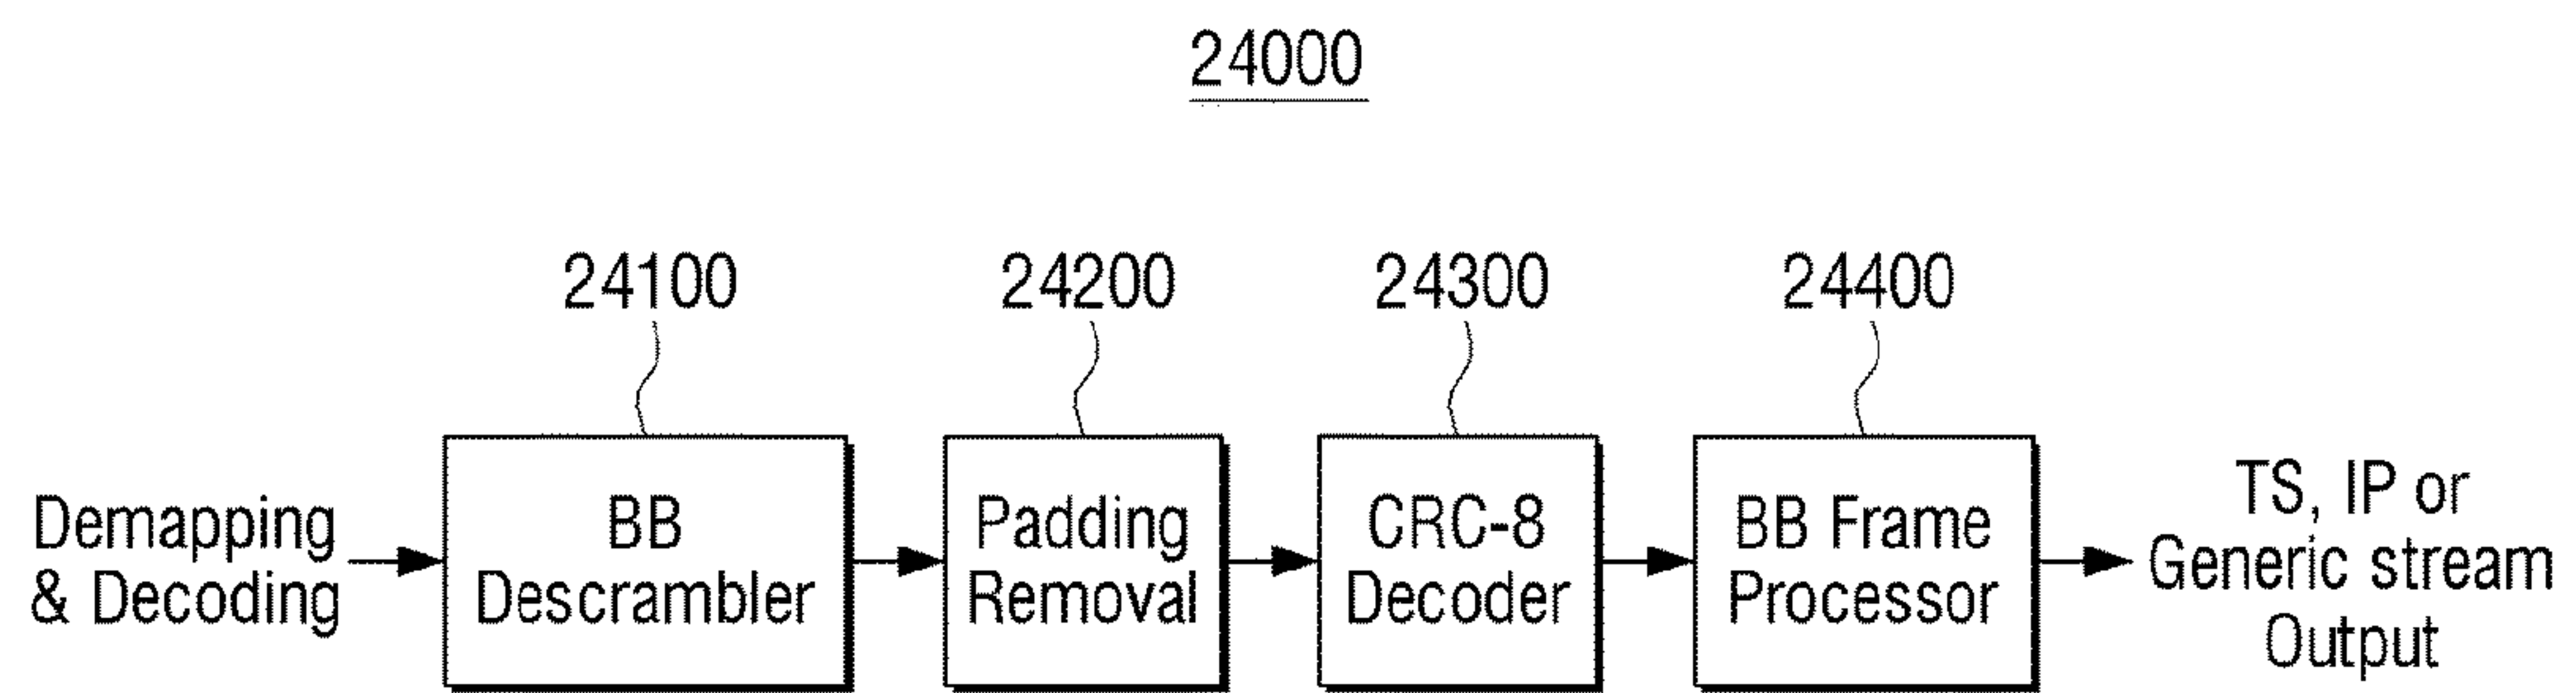 24000
24100
24200
24300
24400
Demapping
& Decoding
BB
Descrambler
Padding
Removal
CRC-8
Decoder
BB Frame
Processor
TS, IP or
Generic stream
Output